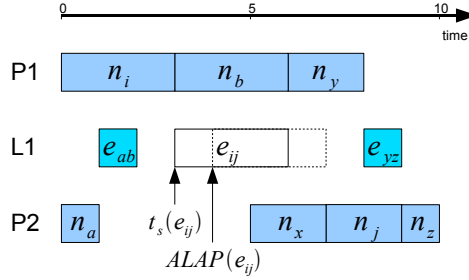 0 5 10
time
P1 n_i n_b n_y
L1 e_ab e_ij e_yz
t_s(e_ij)
P2 n_a n_x n_j n_z
ALAP(e_ij)